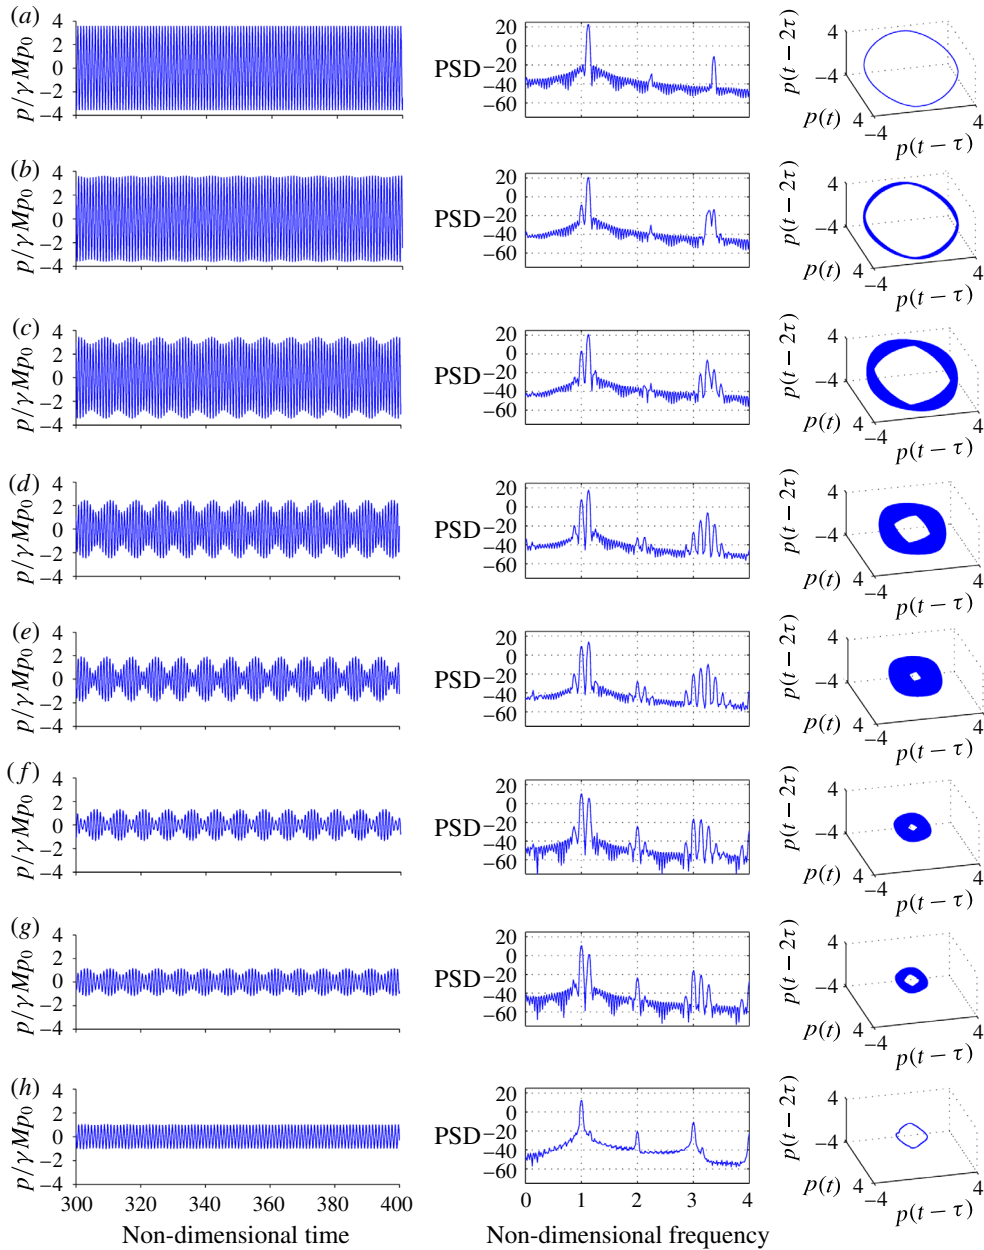 (a)
p/γMp0
4
2
0
−2
−4
PSD
20
0
−20
−40
−60
p(t − 2τ)
4
−4
p(t)
4
−4
p(t − τ)
4
(b)
p/γMp0
4
2
0
−2
−4
PSD
20
0
−20
−40
−60
p(t − 2τ)
4
−4
p(t)
4
−4
p(t − τ)
4
(c)
p/γMp0
4
2
0
−2
−4
PSD
20
0
−20
−40
−60
p(t − 2τ)
4
−4
p(t)
4
−4
p(t − τ)
4
(d)
p/γMp0
4
2
0
−2
−4
PSD
20
0
−20
−40
−60
p(t − 2τ)
4
−4
p(t)
4
−4
p(t − τ)
4
(e)
p/γMp0
4
2
0
−2
−4
PSD
20
0
−20
−40
−60
p(t − 2τ)
4
−4
p(t)
4
−4
p(t − τ)
4
(f)
p/γMp0
4
2
0
−2
−4
PSD
20
0
−20
−40
−60
p(t − 2τ)
4
−4
p(t)
4
−4
p(t − τ)
4
(g)
p/γMp0
4
2
0
−2
−4
PSD
20
0
−20
−40
−60
p(t − 2τ)
4
−4
p(t)
4
−4
p(t − τ)
4
(h)
p/γMp0
4
2
0
−2
−4
300 320 340 360 380 400
Non-dimensional time
PSD
20
0
−20
−40
−60
0 1 2 3 4
Non-dimensional frequency
p(t − 2τ)
4
−4
p(t)
4
−4
p(t − τ)
4